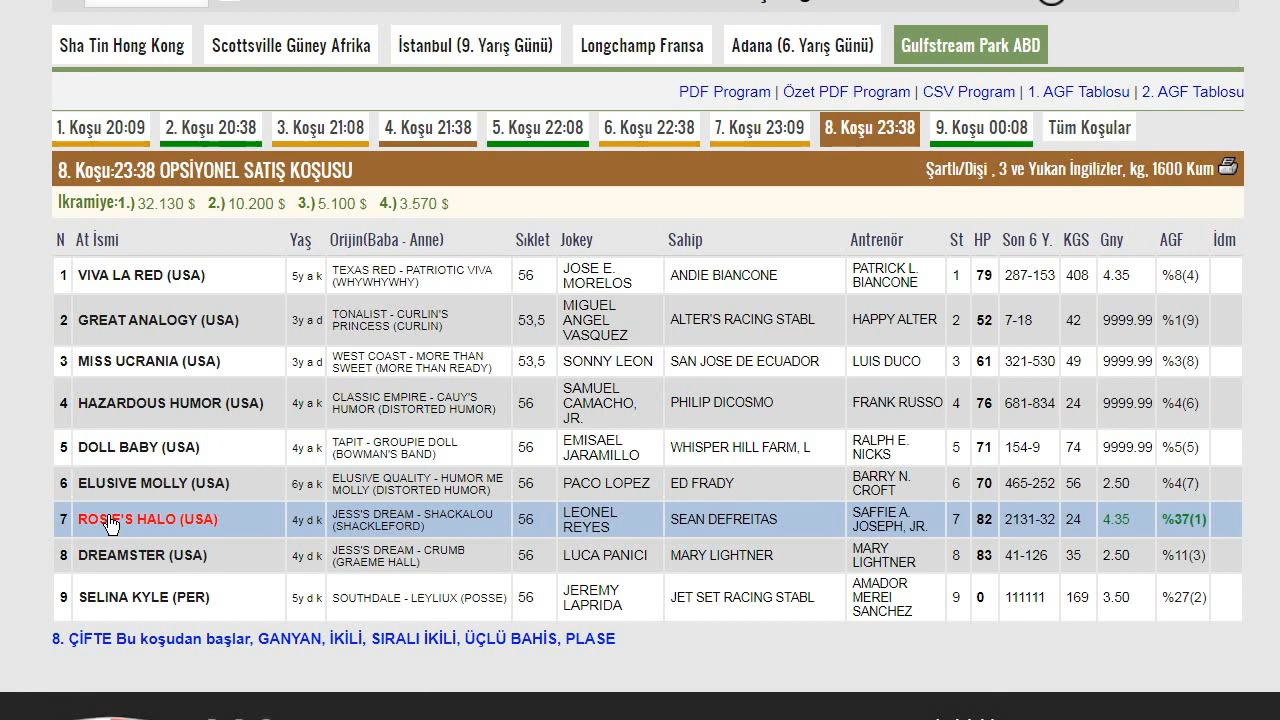 Sha Tin Hong Kong Scottsville Güney Afrika İstanbul (9. Yarış Günü) Longchamp Fransa Adana (6. Yarış Günü) Gulfstream Park ABD
PDF Program | Özet PDF Program | CSV Program | 1. AGF Tablosu | 2. AGF Tablosu
1. Koşu 20:09 2. Koşu 20:38 3. Koşu 21:08 4. Koşu 21:38 5. Koşu 22:08 6. Koşu 22:38 7. Koşu 23:09 8. Koşu 23:38 9. Koşu 00:08 Tüm Koşular
8. Koşu:23:38 OPSİYONEL SATIŞ KOŞUSU Şartlı/Dişi , 3 ve Yukarı İngilizler, kg, 1600 Kum
Ikramiye:1.) 32.130 $ 2.) 10.200 $ 3.) 5.100 $ 4.) 3.570 $
N At İsmi Yaş Orijin(Baba - Anne) Sıklet Jokey Sahip Antrenör St HP Son 6 Y. KGS Gny AGF İdm
1 VIVA LA RED (USA) 5y a k TEXAS RED - PATRIOTIC VIVA (WHYWHYWHY) 56 JOSE E. MORELOS ANDIE BIANCONE PATRICK L. BIANCONE 1 79 287-153 408 4.35 %8(4)
2 GREAT ANALOGY (USA) 3y a d TONALIST - CURLIN'S PRINCESS (CURLIN) 53,5 MIGUEL ANGEL VASQUEZ ALTER'S RACING STABL HAPPY ALTER 2 52 7-18 42 9999.99 %1(9)
3 MISS UCRANIA (USA) 3y a d WEST COAST - MORE THAN SWEET (MORE THAN READY) 53,5 SONNY LEON SAN JOSE DE ECUADOR LUIS DUCO 3 61 321-530 49 9999.99 %3(8)
4 HAZARDOUS HUMOR (USA) 4y a k CLASSIC EMPIRE - CAUY'S HUMOR (DISTORTED HUMOR) 56 SAMUEL CAMACHO, JR. PHILIP DICOSMO FRANK RUSSO 4 76 681-834 24 9999.99 %4(6)
5 DOLL BABY (USA) 4y a k TAPIT - GROUPIE DOLL (BOWMAN'S BAND) 56 EMISAEL JARAMILLO WHISPER HILL FARM, L RALPH E. NICKS 5 71 154-9 74 9999.99 %5(5)
6 ELUSIVE MOLLY (USA) 6y a k ELUSIVE QUALITY - HUMOR ME MOLLY (DISTORTED HUMOR) 56 PACO LOPEZ ED FRADY BARRY N. CROFT 6 70 465-252 56 2.50 %4(7)
7 ROSIE'S HALO (USA) 4y d k JESS'S DREAM - SHACKALOU (SHACKLEFORD) 56 LEONEL REYES SEAN DEFREITAS SAFFIE A. JOSEPH, JR. 7 82 2131-32 24 4.35 %37(1)
8 DREAMSTER (USA) 4y d k JESS'S DREAM - CRUMB (GRAEME HALL) 56 LUCA PANICI MARY LIGHTNER MARY LIGHTNER 8 83 41-126 35 2.50 %11(3)
9 SELINA KYLE (PER) 5y d k SOUTHDALE - LEYLIUX (POSSE) 56 JEREMY LAPRIDA JET SET RACING STABL AMADOR MEREI SANCHEZ 9 0 111111 169 3.50 %27(2)
8. ÇİFTE Bu koşudan başlar, GANYAN, İKİLİ, SIRALI İKİLİ, ÜÇLÜ BAHİS, PLASE